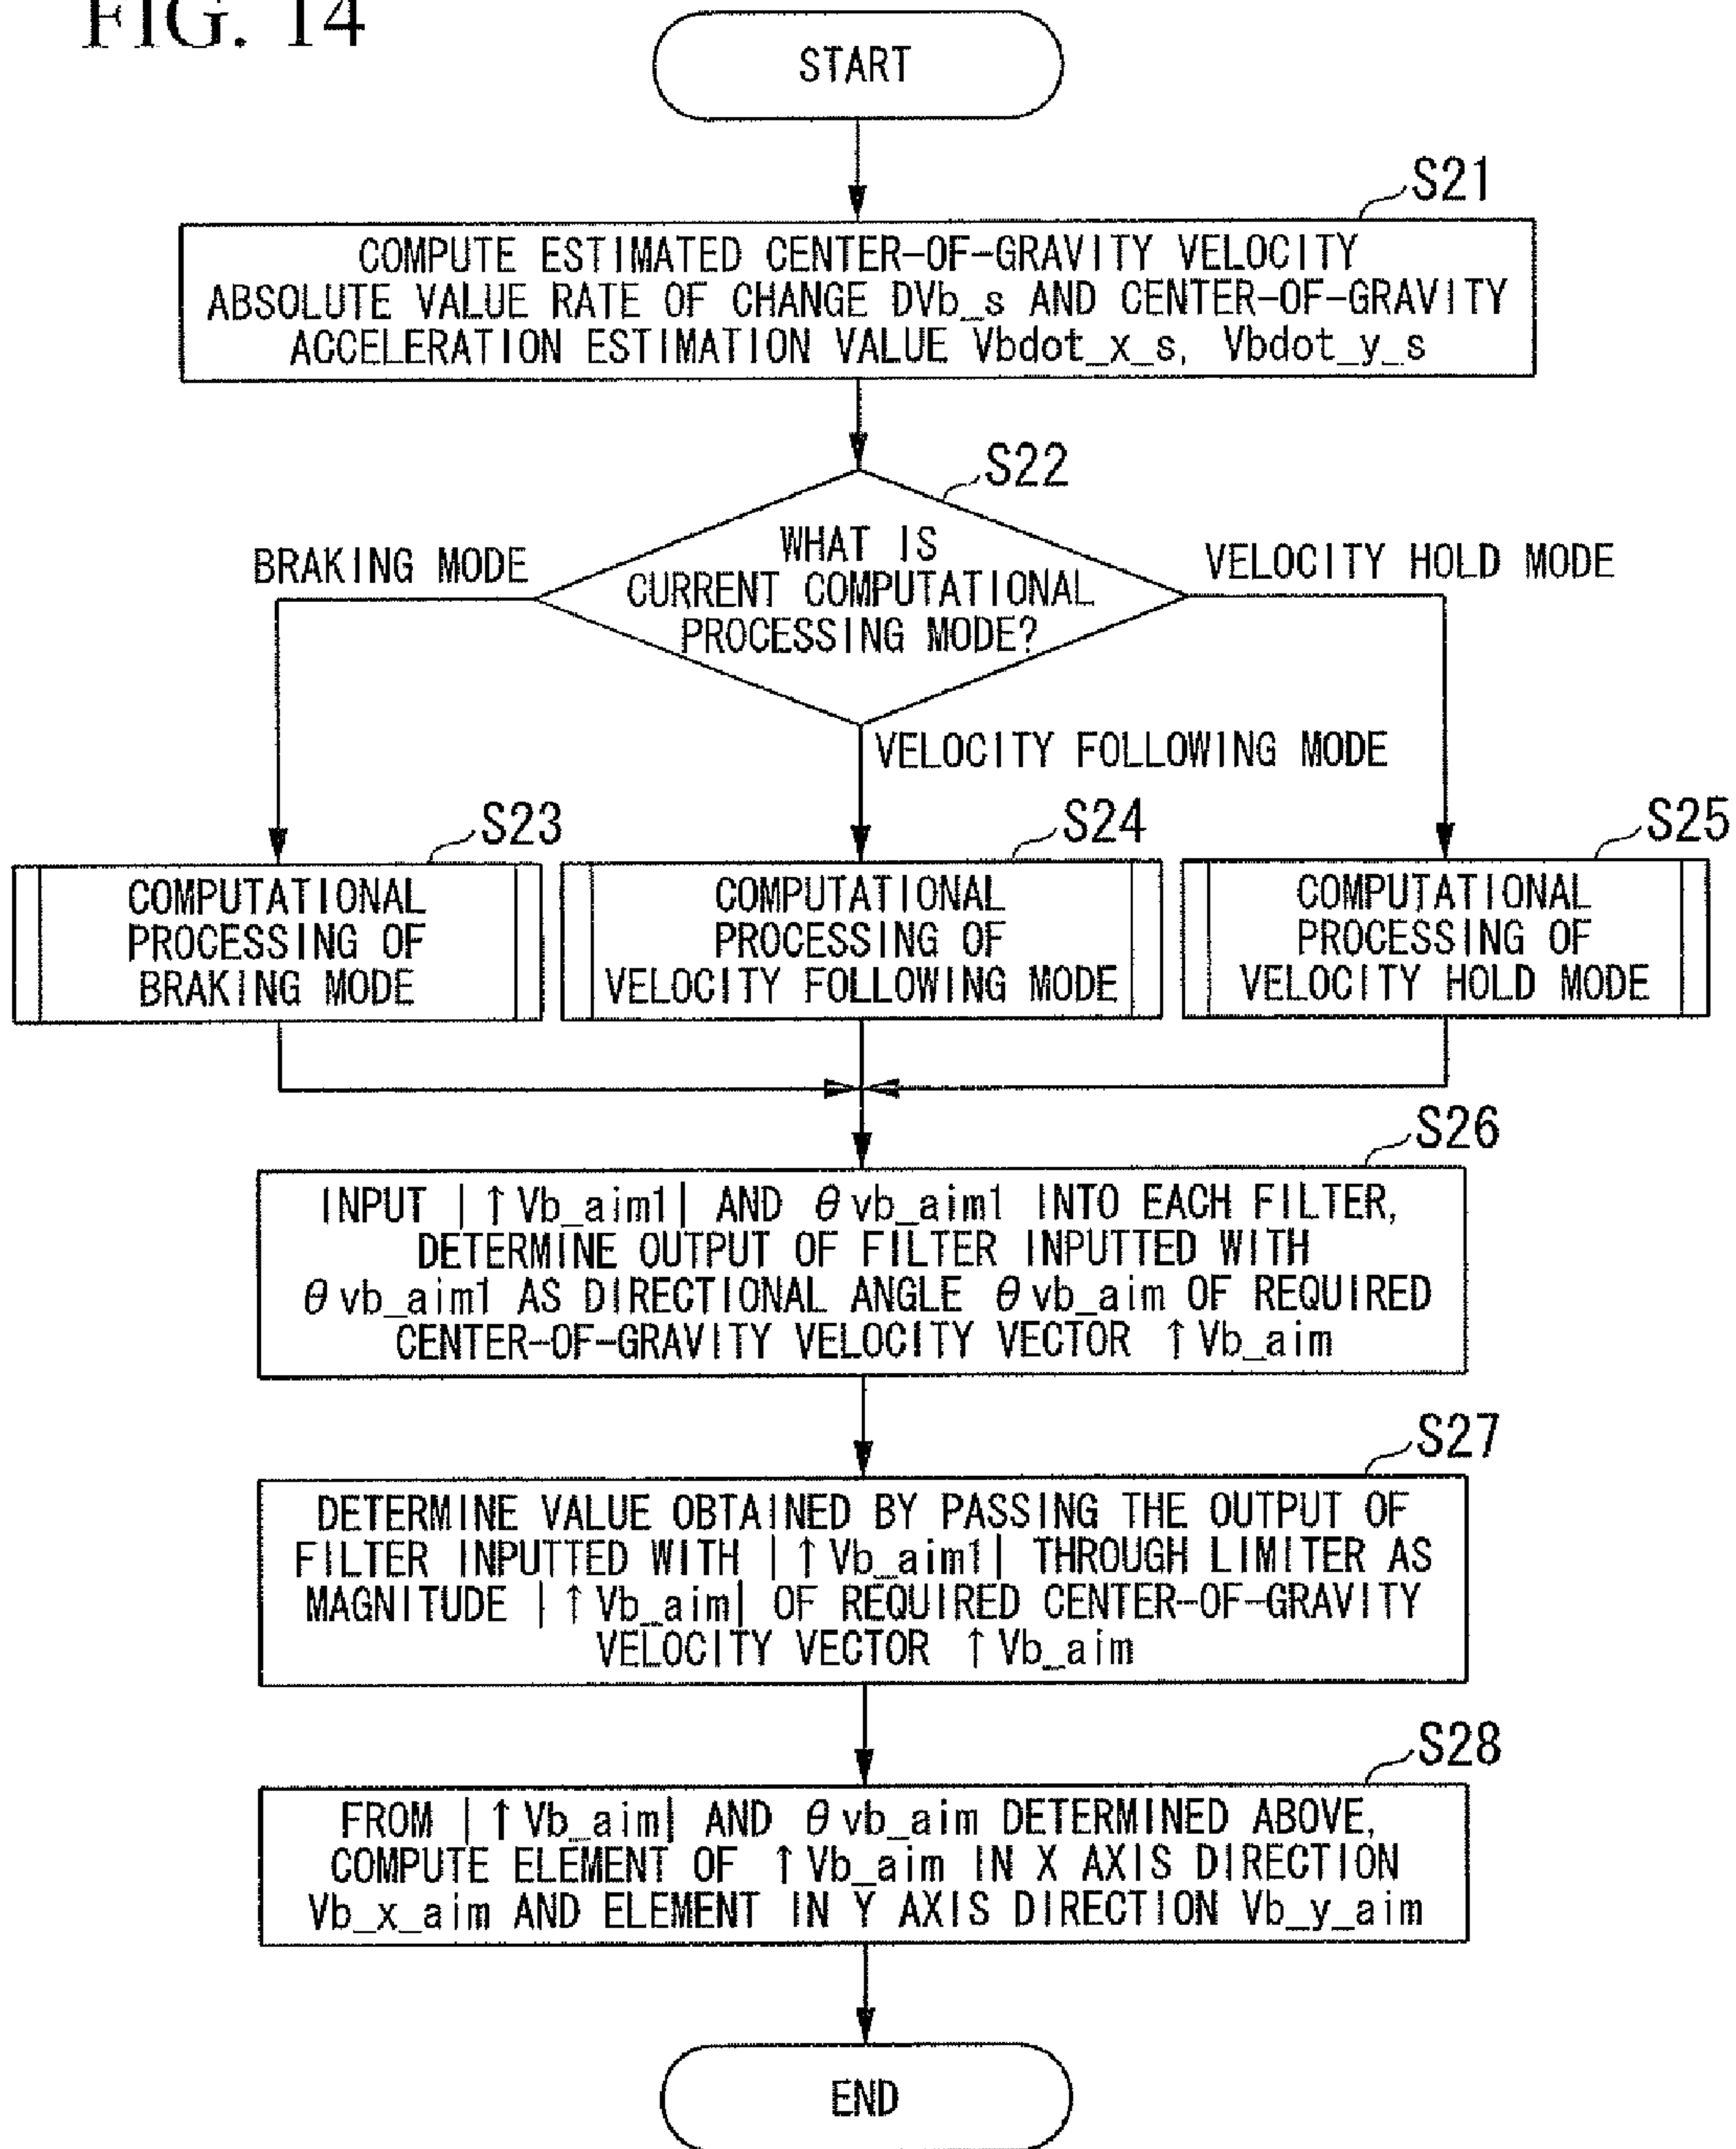 FIG. 14
START
S21
COMPUTE ESTIMATED CENTER-OF-GRAVITY VELOCITY
ABSOLUTE VALUE RATE OF CHANGE DVb_s AND CENTER-OF-GRAVITY
ACCELERATION ESTIMATION VALUE Vbdot_x_s, Vbdot_y_s
S22
WHAT IS
CURRENT COMPUTATIONAL
PROCESSING MODE?
BRAKING MODE
VELOCITY HOLD MODE
VELOCITY FOLLOWING MODE
S23
COMPUTATIONAL
PROCESSING OF
BRAKING MODE
S24
COMPUTATIONAL
PROCESSING OF
VELOCITY FOLLOWING MODE
S25
COMPUTATIONAL
PROCESSING OF
VELOCITY HOLD MODE
S26
INPUT |↑Vb_aim1| AND θvb_aim1 INTO EACH FILTER,
DETERMINE OUTPUT OF FILTER INPUTTED WITH
θvb_aim1 AS DIRECTIONAL ANGLE θvb_aim OF REQUIRED
CENTER-OF-GRAVITY VELOCITY VECTOR ↑Vb_aim
S27
DETERMINE VALUE OBTAINED BY PASSING THE OUTPUT OF
FILTER INPUTTED WITH |↑Vb_aim1| THROUGH LIMITER AS
MAGNITUDE |↑Vb_aim| OF REQUIRED CENTER-OF-GRAVITY
VELOCITY VECTOR ↑Vb_aim
S28
FROM |↑Vb_aim| AND θvb_aim DETERMINED ABOVE,
COMPUTE ELEMENT OF ↑Vb_aim IN X AXIS DIRECTION
Vb_x_aim AND ELEMENT IN Y AXIS DIRECTION Vb_y_aim
END